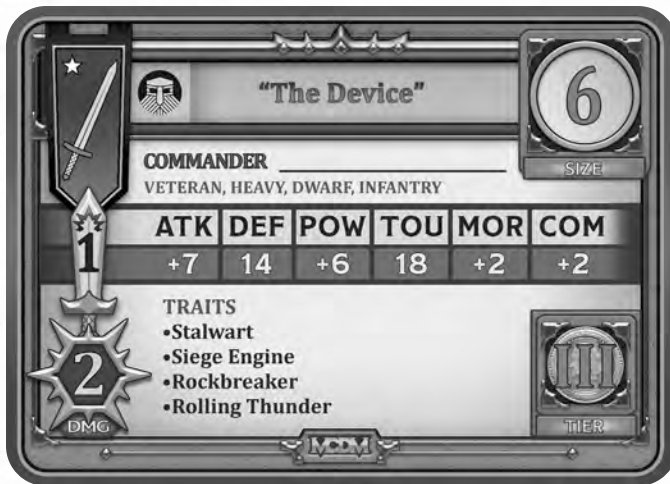 “The Device”
6
SIZE
COMMANDER
VETERAN, HEAVY, DWARF, INFANTRY
ATK DEF POW TOU MOR COM
1
+7 14 +6 18 +2 +2
TRAITS
•Stalwart
•Siege Engine
•Rockbreaker
•Rolling Thunder
2
DMG
III
TIER
MCDM